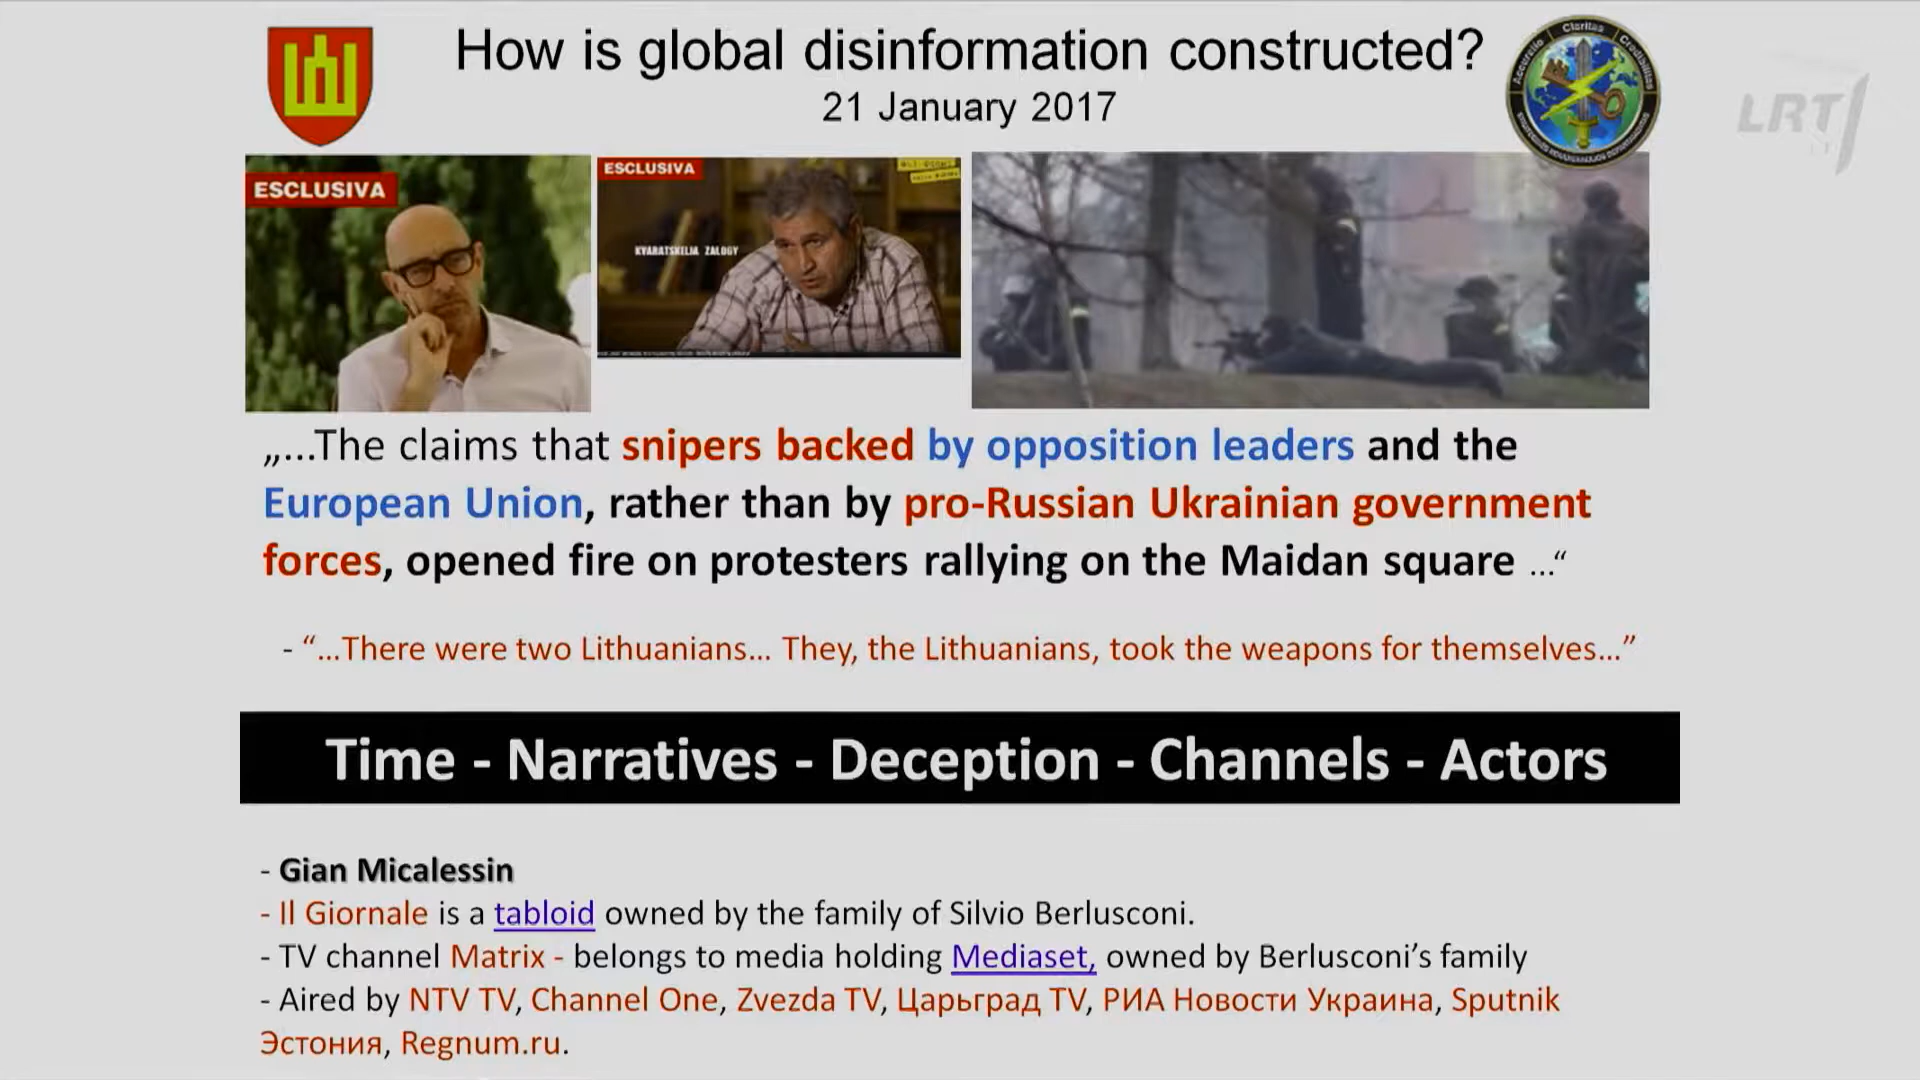 How is global disinformation constructed?
21 January 2017
LRT
Claritas
ESCLUSIVA
ESCLUSIVA
KVARATSKELIA ZALOGY
„...The claims that snipers backed by opposition leaders and the
European Union, rather than by pro-Russian Ukrainian government
forces, opened fire on protesters rallying on the Maidan square ...“
- “...There were two Lithuanians... They, the Lithuanians, took the weapons for themselves...”
Time - Narratives - Deception - Channels - Actors
- Gian Micalessin
- Il Giornale is a tabloid owned by the family of Silvio Berlusconi.
- TV channel Matrix - belongs to media holding Mediaset, owned by Berlusconi’s family
- Aired by NTV TV, Channel One, Zvezda TV, Царьград TV, РИА Новости Украина, Sputnik
Эстония, Regnum.ru.